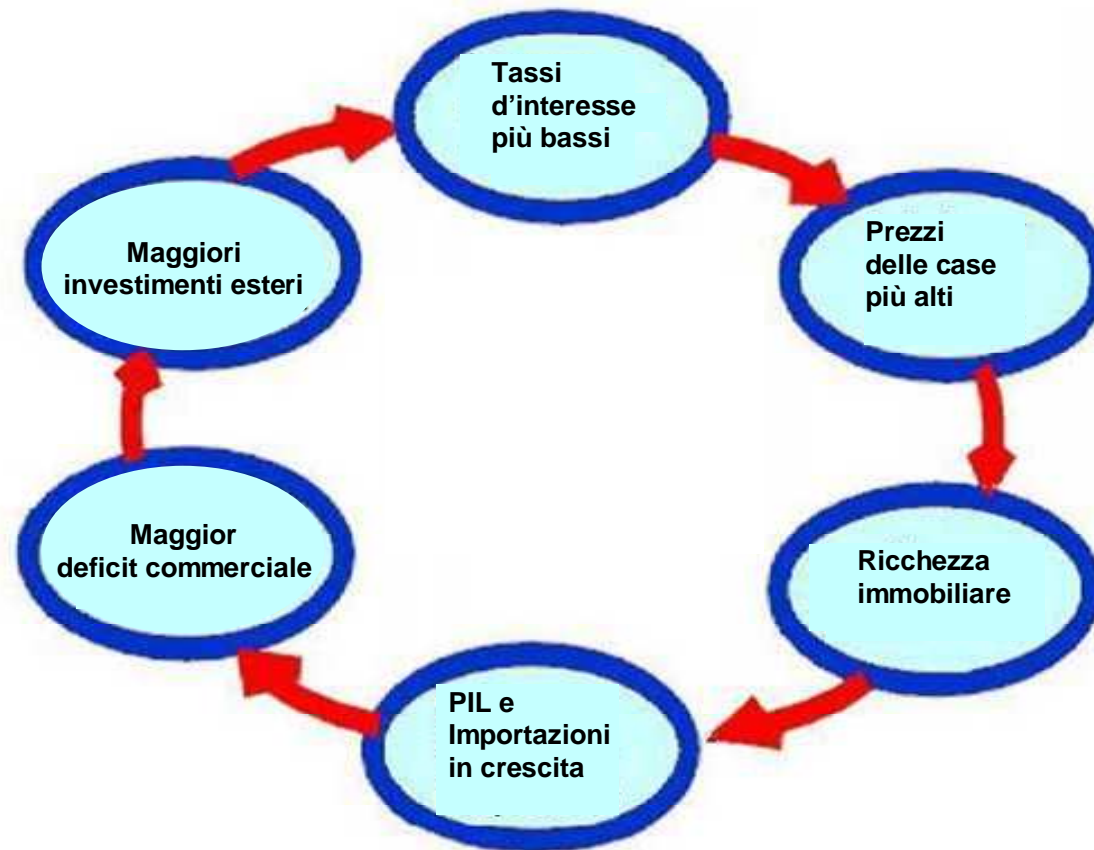 Tassi
d’interesse
più bassi
Prezzi
delle case
più alti
Ricchezza
immobiliare
PIL e
Importazioni
in crescita
Maggior
deficit commerciale
Maggiori
investimenti esteri